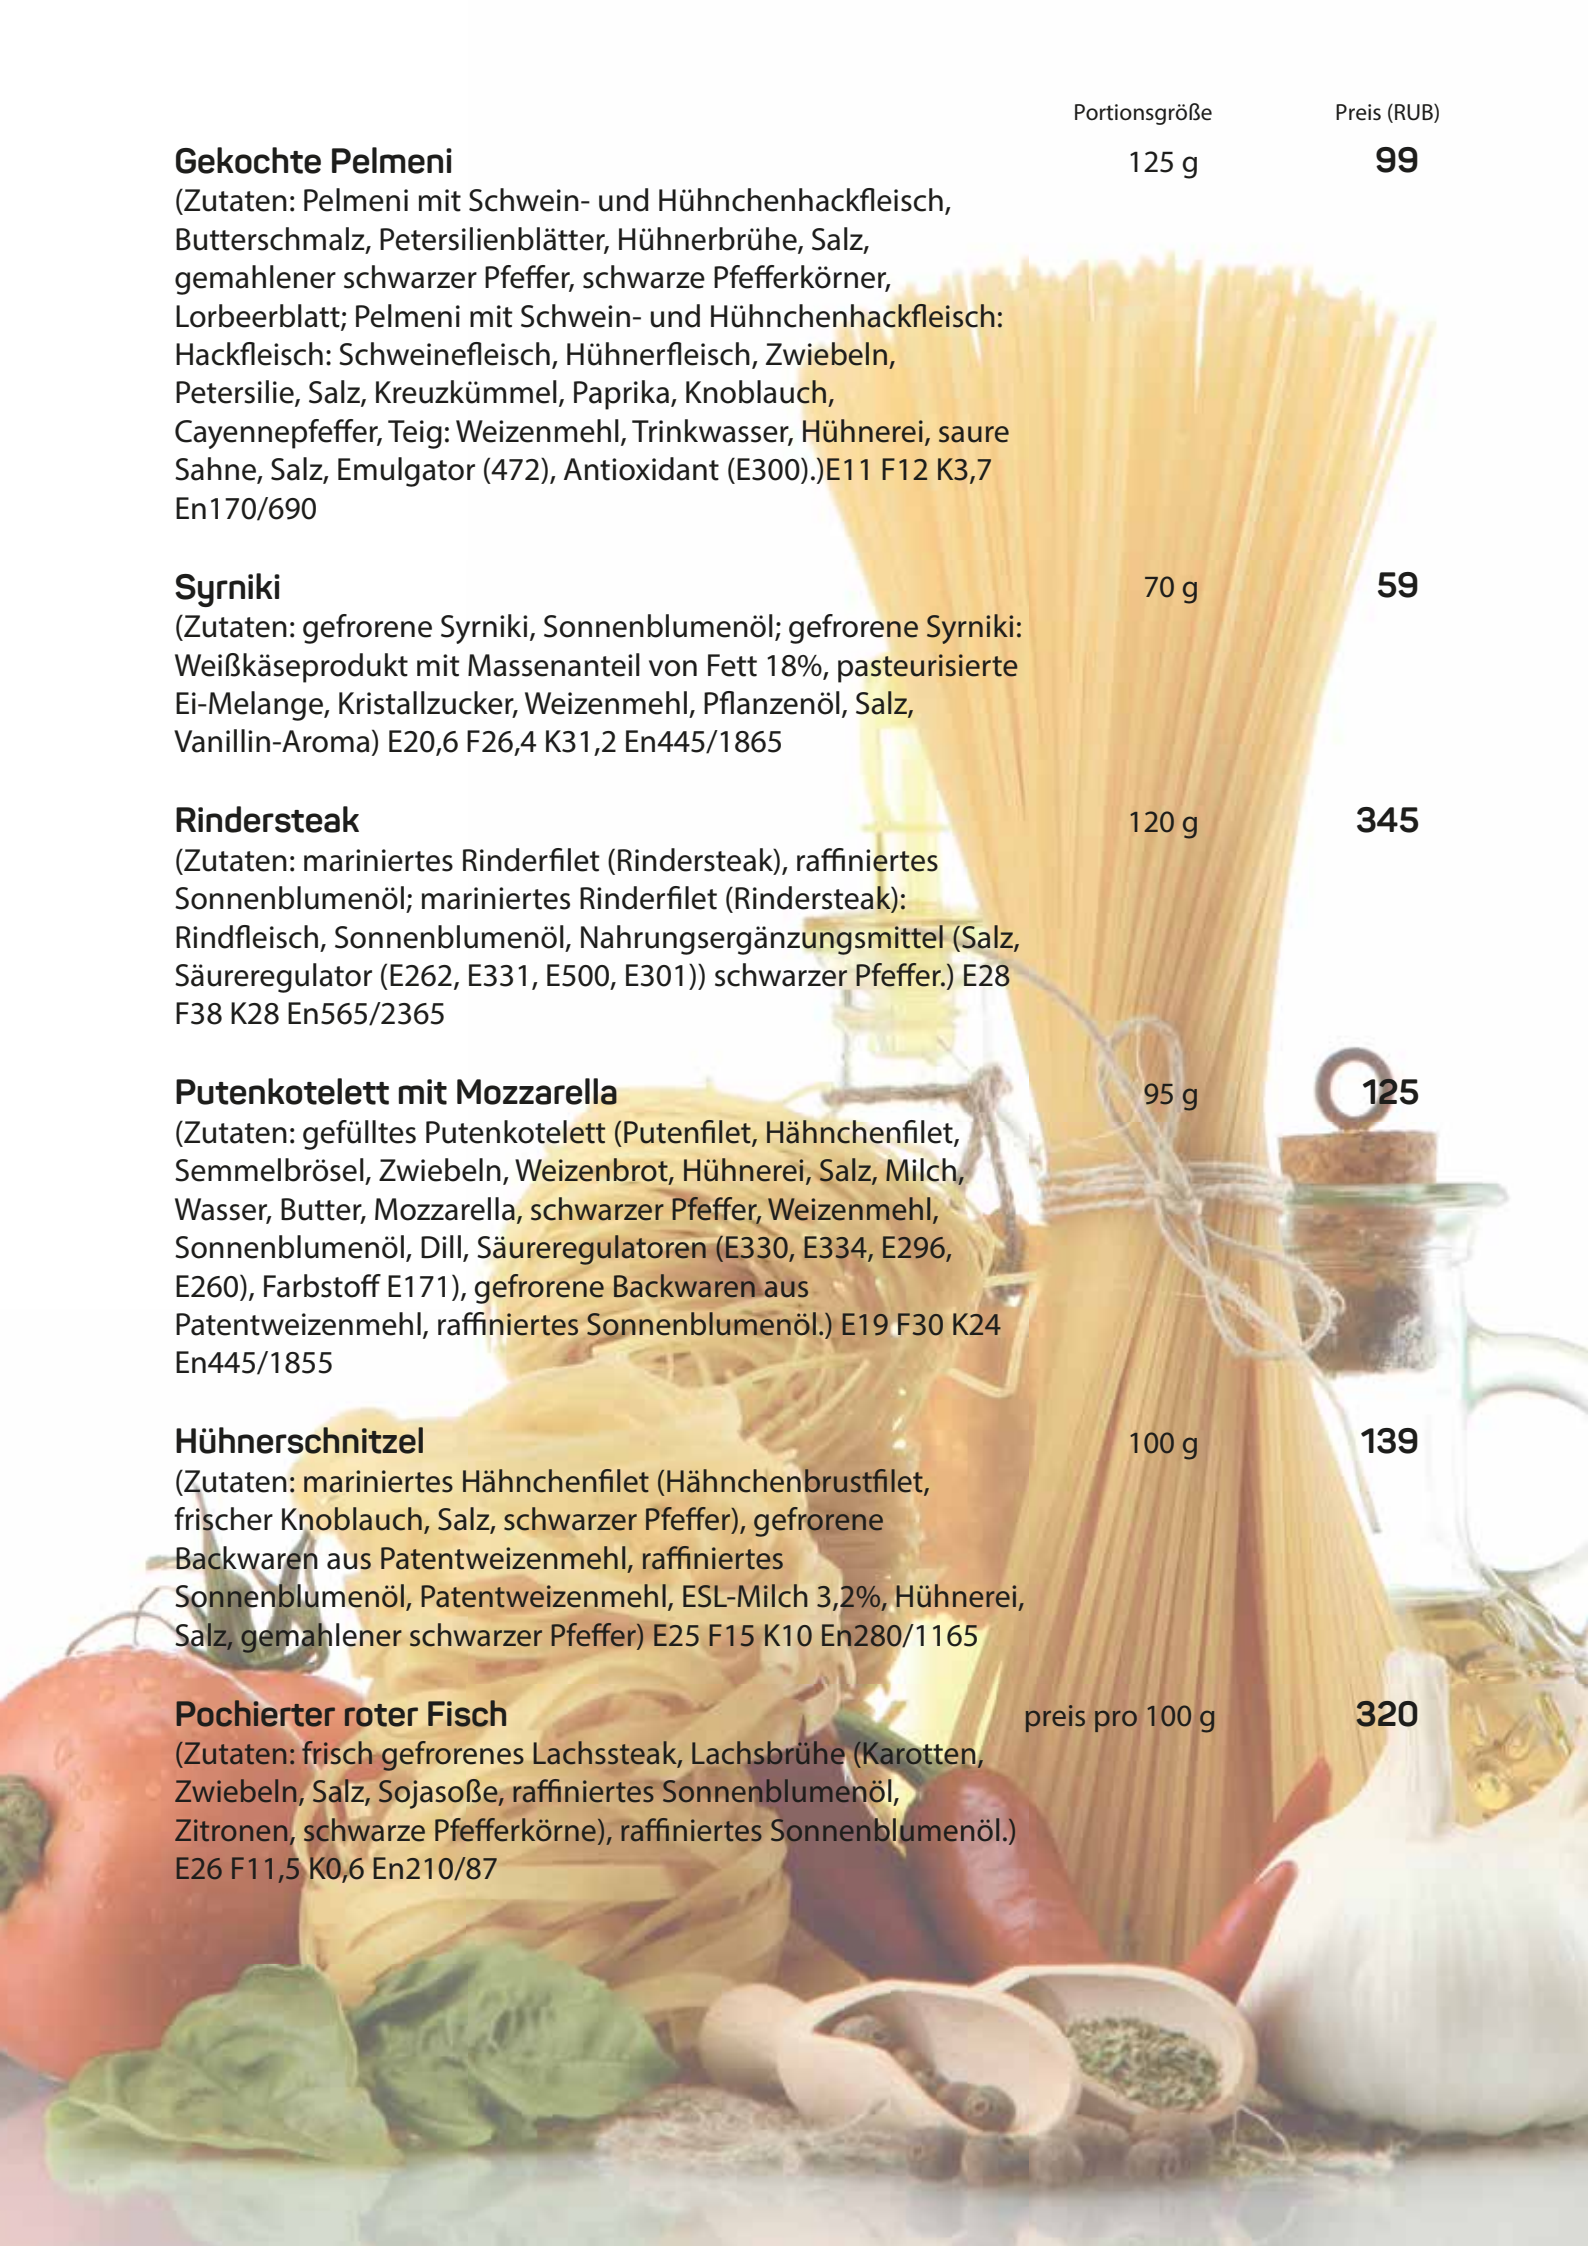 Portionsgröße Preis (RUB)
Gekochte Pelmeni 125 g 99
(Zutaten: Pelmeni mit Schwein- und Hühnchenhackfleisch,
Butterschmalz, Petersilienblätter, Hühnerbrühe, Salz,
gemahlener schwarzer Pfeffer, schwarze Pfefferkörner,
Lorbeerblatt; Pelmeni mit Schwein- und Hühnchenhackfleisch:
Hackfleisch: Schweinefleisch, Hühnerfleisch, Zwiebeln,
Petersilie, Salz, Kreuzkümmel, Paprika, Knoblauch,
Cayennepfeffer, Teig: Weizenmehl, Trinkwasser, Hühnerei, saure
Sahne, Salz, Emulgator (472), Antioxidant (E300).)E11 F12 K3,7
En170/690
Syrniki 70 g 59
(Zutaten: gefrorene Syrniki, Sonnenblumenöl; gefrorene Syrniki:
Weißkäseprodukt mit Massenanteil von Fett 18%, pasteurisierte
Ei-Melange, Kristallzucker, Weizenmehl, Pflanzenöl, Salz,
Vanillin-Aroma) E20,6 F26,4 K31,2 En445/1865
Rindersteak 120 g 345
(Zutaten: mariniertes Rinderfilet (Rindersteak), raffiniertes
Sonnenblumenöl; mariniertes Rinderfilet (Rindersteak):
Rindfleisch, Sonnenblumenöl, Nahrungsergänzungsmittel (Salz,
Säureregulator (E262, E331, E500, E301)) schwarzer Pfeffer.) E28
F38 K28 En565/2365
Putenkotelett mit Mozzarella 95 g 125
(Zutaten: gefülltes Putenkotelett (Putenfilet, Hähnchenfilet,
Semmelbrösel, Zwiebeln, Weizenbrot, Hühnerei, Salz, Milch,
Wasser, Butter, Mozzarella, schwarzer Pfeffer, Weizenmehl,
Sonnenblumenöl, Dill, Säureregulatoren (E330, E334, E296,
E260), Farbstoff E171), gefrorene Backwaren aus
Patentweizenmehl, raffiniertes Sonnenblumenöl.) E19 F30 K24
En445/1855
Hühnerschnitzel 100 g 139
(Zutaten: mariniertes Hähnchenfilet (Hähnchenbrustfilet,
frischer Knoblauch, Salz, schwarzer Pfeffer), gefrorene
Backwaren aus Patentweizenmehl, raffiniertes
Sonnenblumenöl, Patentweizenmehl, ESL-Milch 3,2%, Hühnerei,
Salz, gemahlener schwarzer Pfeffer) E25 F15 K10 En280/1165
Pochierter roter Fisch preis pro 100 g 320
(Zutaten: frisch gefrorenes Lachssteak, Lachsbrühe (Karotten,
Zwiebeln, Salz, Sojasoße, raffiniertes Sonnenblumenöl,
Zitronen, schwarze Pfefferkörne), raffiniertes Sonnenblumenöl.)
E26 F11,5 K0,6 En210/87